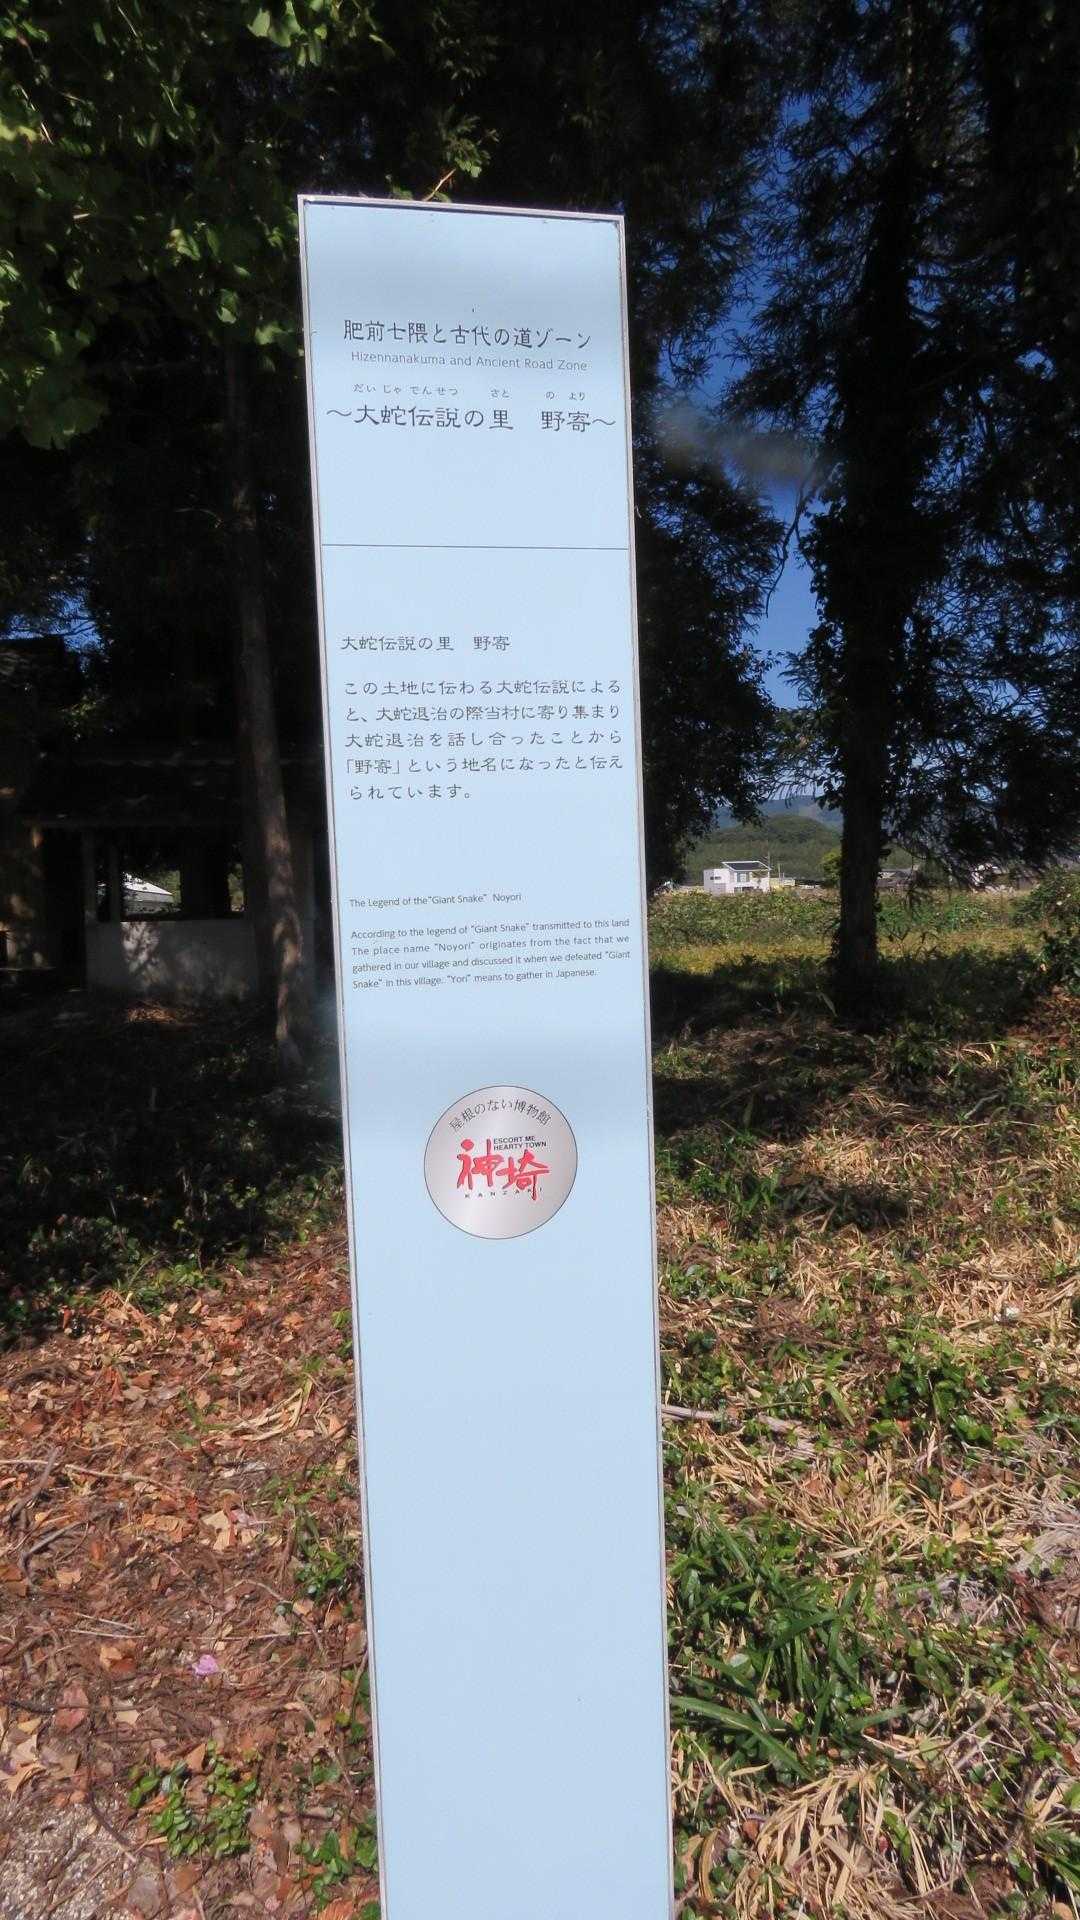 肥前七隈と古代の道ゾーン
Hizennanakuma and Ancient Road Zone
だいじゃでんせつ さと のより
～大蛇伝説の里 野寄～
大蛇伝説の里 野寄
この土地に伝わる大蛇伝説による
と、大蛇退治の際当村に寄り集まり
大蛇退治を話し合ったことから
「野寄」という地名になったと伝え
られています。
The Legend of the"Giant Snake" Noyori
According to the legend of "Giant Snake" transmitted to this land
The place name "Noyori" originates from the fact that we
gathered in our village and discussed it when we defeated "Giant
Snake" in this village. "Yori" means to gather in Japanese.
屋根のない博物館
ESCORT ME
HEARTY TOWN
神埼
KANZAKI